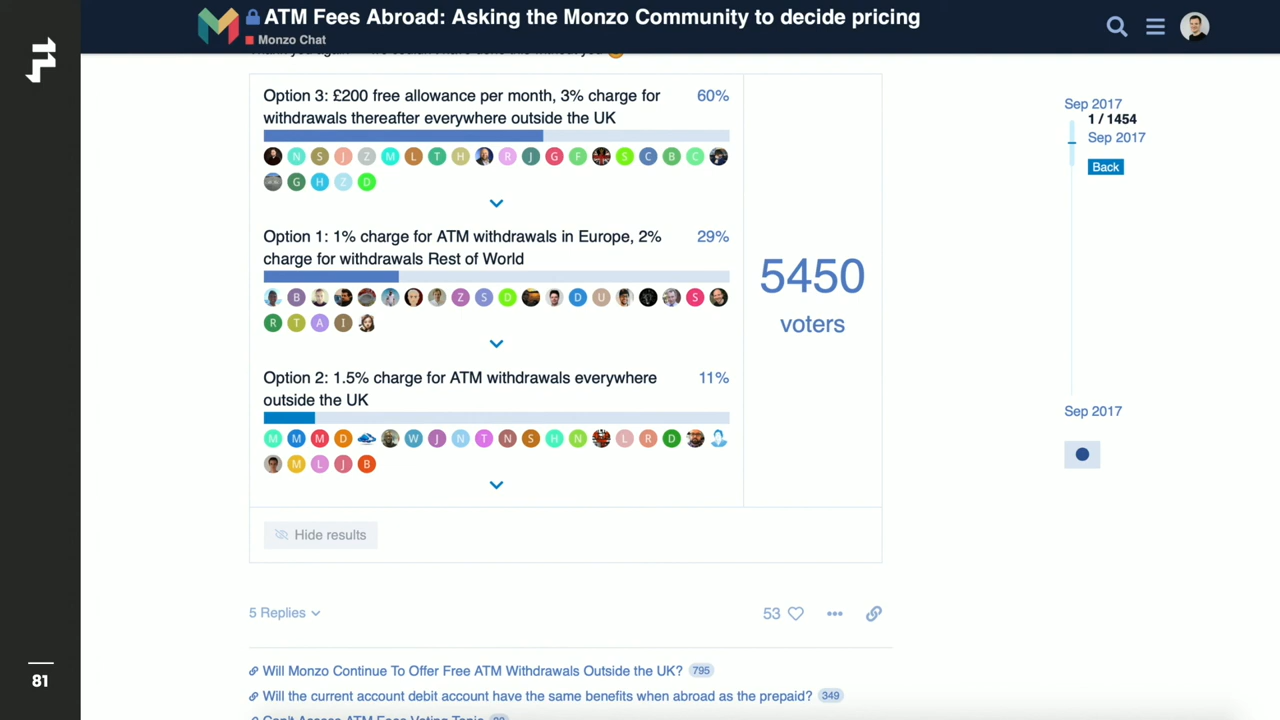 ATM Fees Abroad: Asking the Monzo Community to decide pricing
Monzo Chat
Option 3: £200 free allowance per month, 3% charge for 60%
withdrawals thereafter everywhere outside the UK
N S J Z M L T H R J G F S C B C
G H Z D
Option 1: 1% charge for ATM withdrawals in Europe, 2% 29%
charge for withdrawals Rest of World
B Z S D D U S
R T A I
Option 2: 1.5% charge for ATM withdrawals everywhere 11%
outside the UK
M M M D W J N T N S H N L R D
M L J B
5450
voters
Hide results
5 Replies
53
Will Monzo Continue To Offer Free ATM Withdrawals Outside the UK? 795
Will the current account debit account have the same benefits when abroad as the prepaid? 349
Sep 2017
1 / 1454
Sep 2017
Back
Sep 2017
81